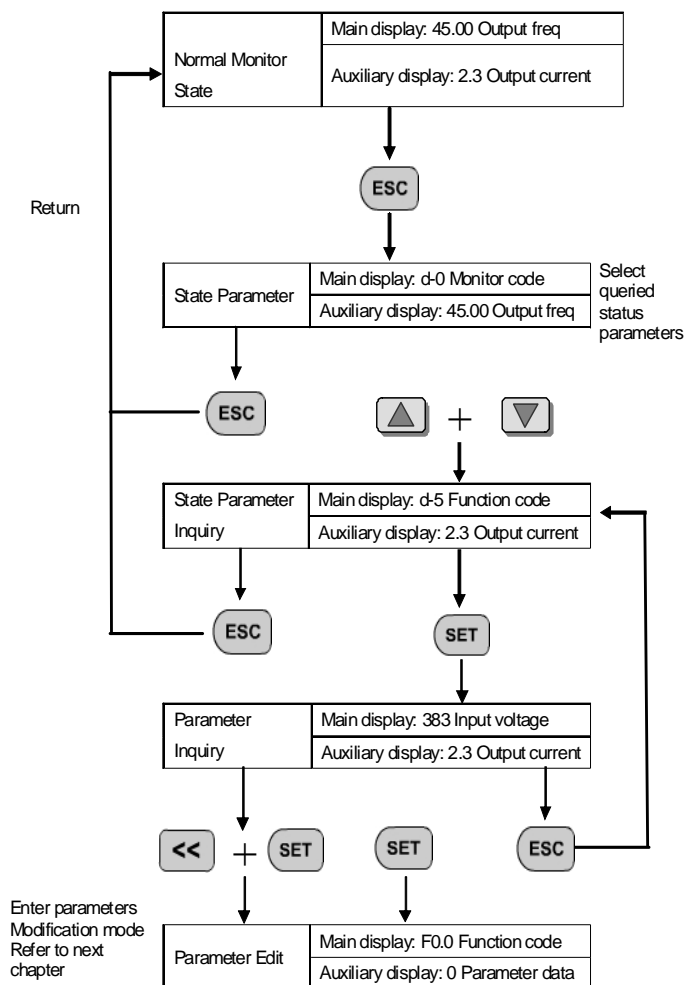 Main display: 45.00 Output freq
Normal Monitor
State
Auxiliary display: 2.3 Output current
ESC
Return
State Parameter
Main display: d-0 Monitor code
Auxiliary display: 45.00 Output freq
Select
queried
status
parameters
ESC
+
State Parameter
Inquiry
Main display: d-5 Function code
Auxiliary display: 2.3 Output current
ESC
SET
Parameter
Inquiry
Main display: 383 Input voltage
Auxiliary display: 2.3 Output current
<< + SET
SET
ESC
Enter parameters
Modification mode
Refer to next
chapter
Parameter Edit
Main display: F0.0 Function code
Auxiliary display: 0 Parameter data